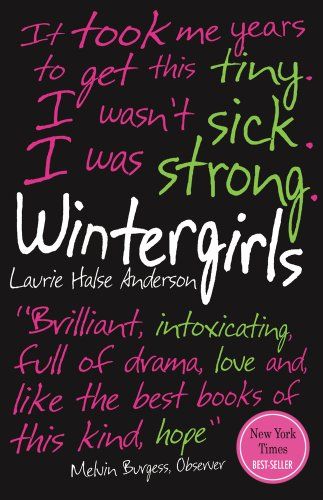 It took me years
to get this tiny.
I wasn't sick.
I was strong.
Wintergirls
Laurie Halse Anderson
"Brilliant, intoxicating,
full of drama, love and,
like the best books of
this kind, hope"
Melvin Burgess, Observer
New York
Times
BEST-SELLER